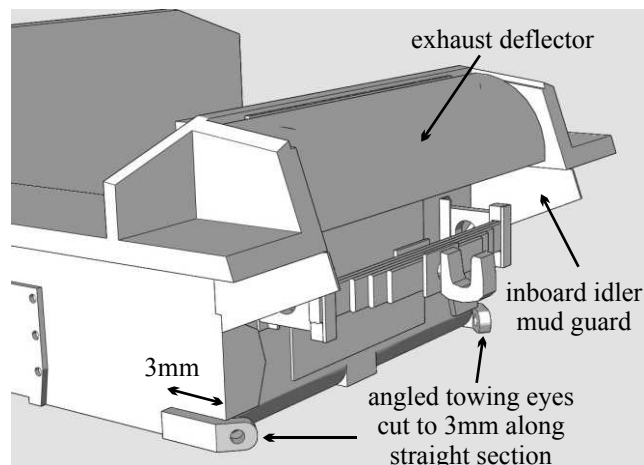 exhaust deflector
inboard idler
mud guard
3mm
angled towing eyes
cut to 3mm along
straight section